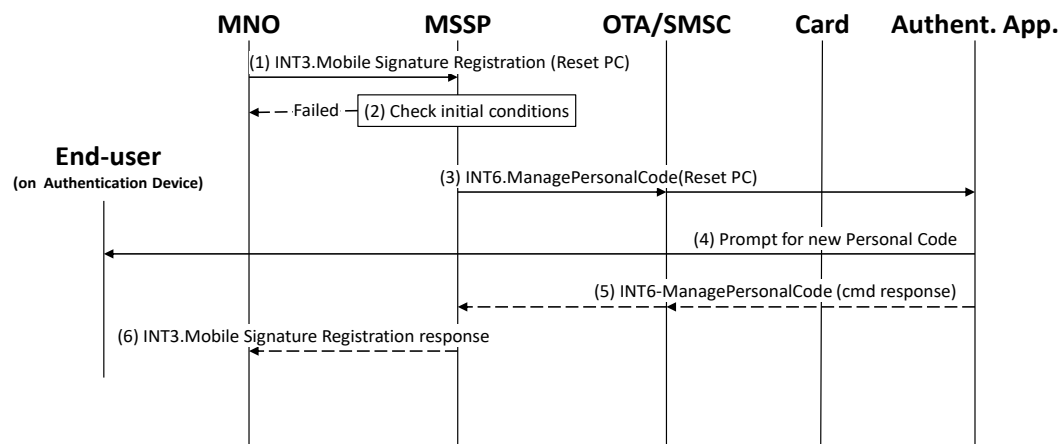 MNO MSSP OTA/SMSC Card Authent. App.
(1) INT3.Mobile Signature Registration (Reset PC)
Failed (2) Check initial conditions
End-user
(on Authentication Device)
(3) INT6.ManagePersonalCode(Reset PC)
(4) Prompt for new Personal Code
(5) INT6-ManagePersonalCode (cmd response)
(6) INT3.Mobile Signature Registration response